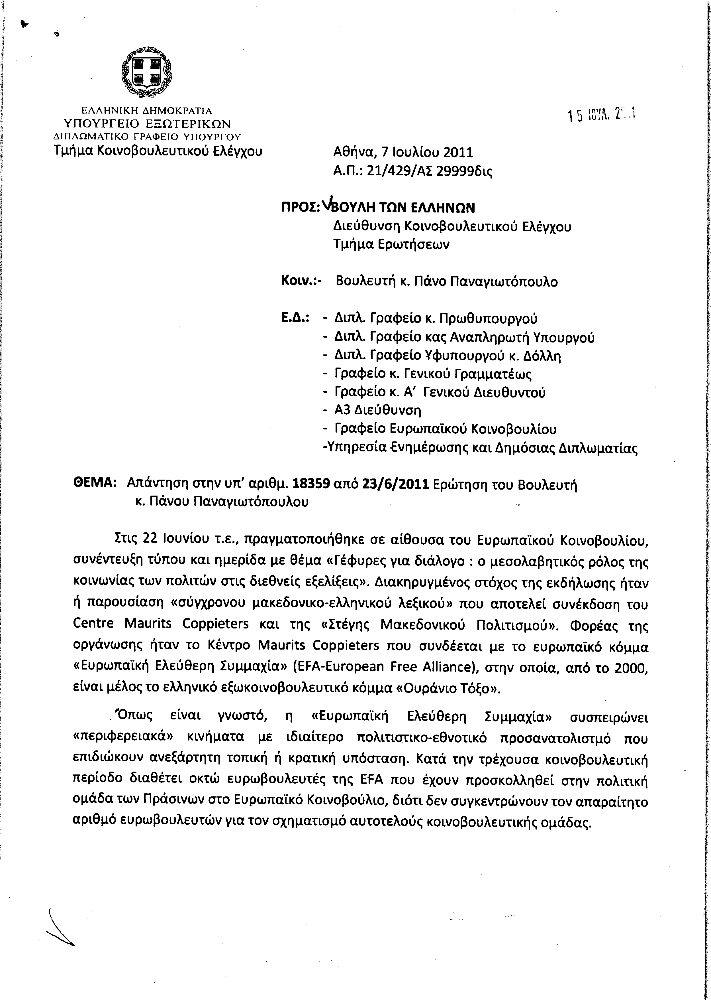 ΕΛΛΗΝΙΚΗ ΔΗΜΟΚΡΑΤΙΑ
ΥΠΟΥΡΓΕΙΟ ΕΞΩΤΕΡΙΚΩΝ
ΔΙΠΛΩΜΑΤΙΚΟ ΓΡΑΦΕΙΟ ΥΠΟΥΡΓΟΥ
Τμήμα Κοινοβουλευτικού Ελέγχου
15 ΙΟΥΛ.
Αθήνα, 7 Ιουλίου 2011
Α.Π.: 21/429/ΑΣ 29999δις
ΠΡΟΣ: ΒΟΥΛΗ ΤΩΝ ΕΛΛΗΝΩΝ
Διεύθυνση Κοινοβουλευτικού Ελέγχου
Τμήμα Ερωτήσεων
Κοιν.:- Βουλευτή κ. Πάνο Παναγιωτόπουλο
Ε.Δ.: - Διπλ. Γραφείο κ. Πρωθυπουργού
- Διπλ. Γραφείο κας Αναπληρωτή Υπουργού
- Διπλ. Γραφείο Υφυπουργού κ. Δόλλη
- Γραφείο κ. Γενικού Γραμματέως
- Γραφείο κ. Α' Γενικού Διευθυντού
- Α3 Διεύθυνση
- Γραφείο Ευρωπαϊκού Κοινοβουλίου
-Υπηρεσία Ενημέρωσης και Δημόσιας Διπλωματίας
ΘΕΜΑ: Απάντηση στην υπ' αριθμ. 18359 από 23/6/2011 Ερώτηση του Βουλευτή
κ. Πάνου Παναγιωτόπουλου
Στις 22 Ιουνίου τ.ε., πραγματοποιήθηκε σε αίθουσα του Ευρωπαϊκού Κοινοβουλίου,
συνέντευξη τύπου και ημερίδα με θέμα «Γέφυρες για διάλογο : ο μεσολαβητικός ρόλος της
κοινωνίας των πολιτών στις διεθνείς εξελίξεις». Διακηρυγμένος στόχος της εκδήλωσης ήταν
ή παρουσίαση «σύγχρονου μακεδονικο-ελληνικού λεξικού» που αποτελεί συνέκδοση του
Centre Maurits Coppieters και της «Στέγης Μακεδονικού Πολιτισμού». Φορέας της
οργάνωσης ήταν το Κέντρο Maurits Coppieters που συνδέεται με το ευρωπαϊκό κόμμα
«Ευρωπαϊκή Ελεύθερη Συμμαχία» (EFA-European Free Alliance), στην οποία, από το 2000,
είναι μέλος το ελληνικό εξωκοινοβουλευτικό κόμμα «Ουράνιο Τόξο».
Όπως είναι γνωστό, η «Ευρωπαϊκή Ελεύθερη Συμμαχία» συσπειρώνει
«περιφερειακά» κινήματα με ιδιαίτερο πολιτιστικο-εθνοτικό προσανατολιστμό που
επιδιώκουν ανεξάρτητη τοπική ή κρατική υπόσταση. Κατά την τρέχουσα κοινοβουλευτική
περίοδο διαθέτει οκτώ ευρωβουλευτές της EFA που έχουν προσκολληθεί στην πολιτική
ομάδα των Πράσινων στο Ευρωπαϊκό Κοινοβούλιο, διότι δεν συγκεντρώνουν τον απαραίτητο
αριθμό ευρωβουλευτών για τον σχηματισμό αυτοτελούς κοινοβουλευτικής ομάδας.